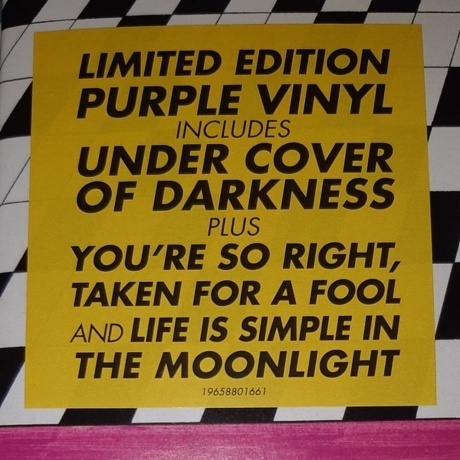 LIMITED EDITION
PURPLE VINYL
INCLUDES
UNDER COVER
OF DARKNESS
PLUS
YOU'RE SO RIGHT,
TAKEN FOR A FOOL
AND LIFE IS SIMPLE IN
THE MOONLIGHT
19658801661